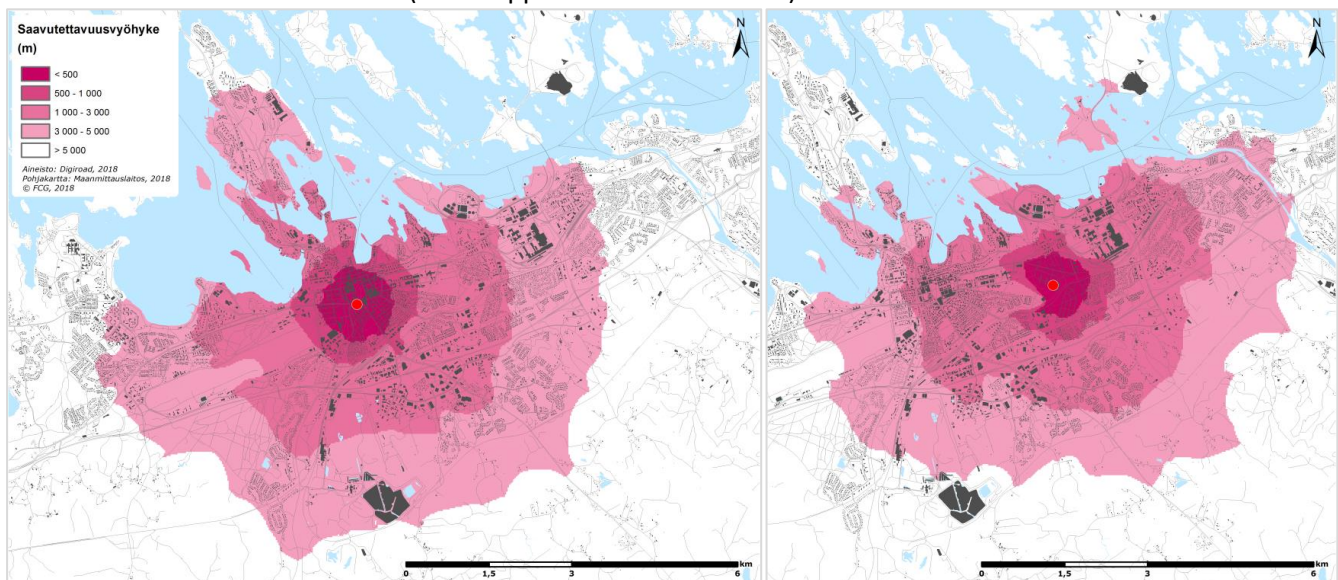 Saavutettavuusvyöhyke
(m)
< 500
500 - 1 000
1 000 - 3 000
3 000 - 5 000
> 5 000
Aineisto: Digiroad, 2018
Pohjakartta: Maanmittauslaitos, 2018
© FCG, 2018
N
km
0 1,5 3 6
N
km
0 1,5 3 6